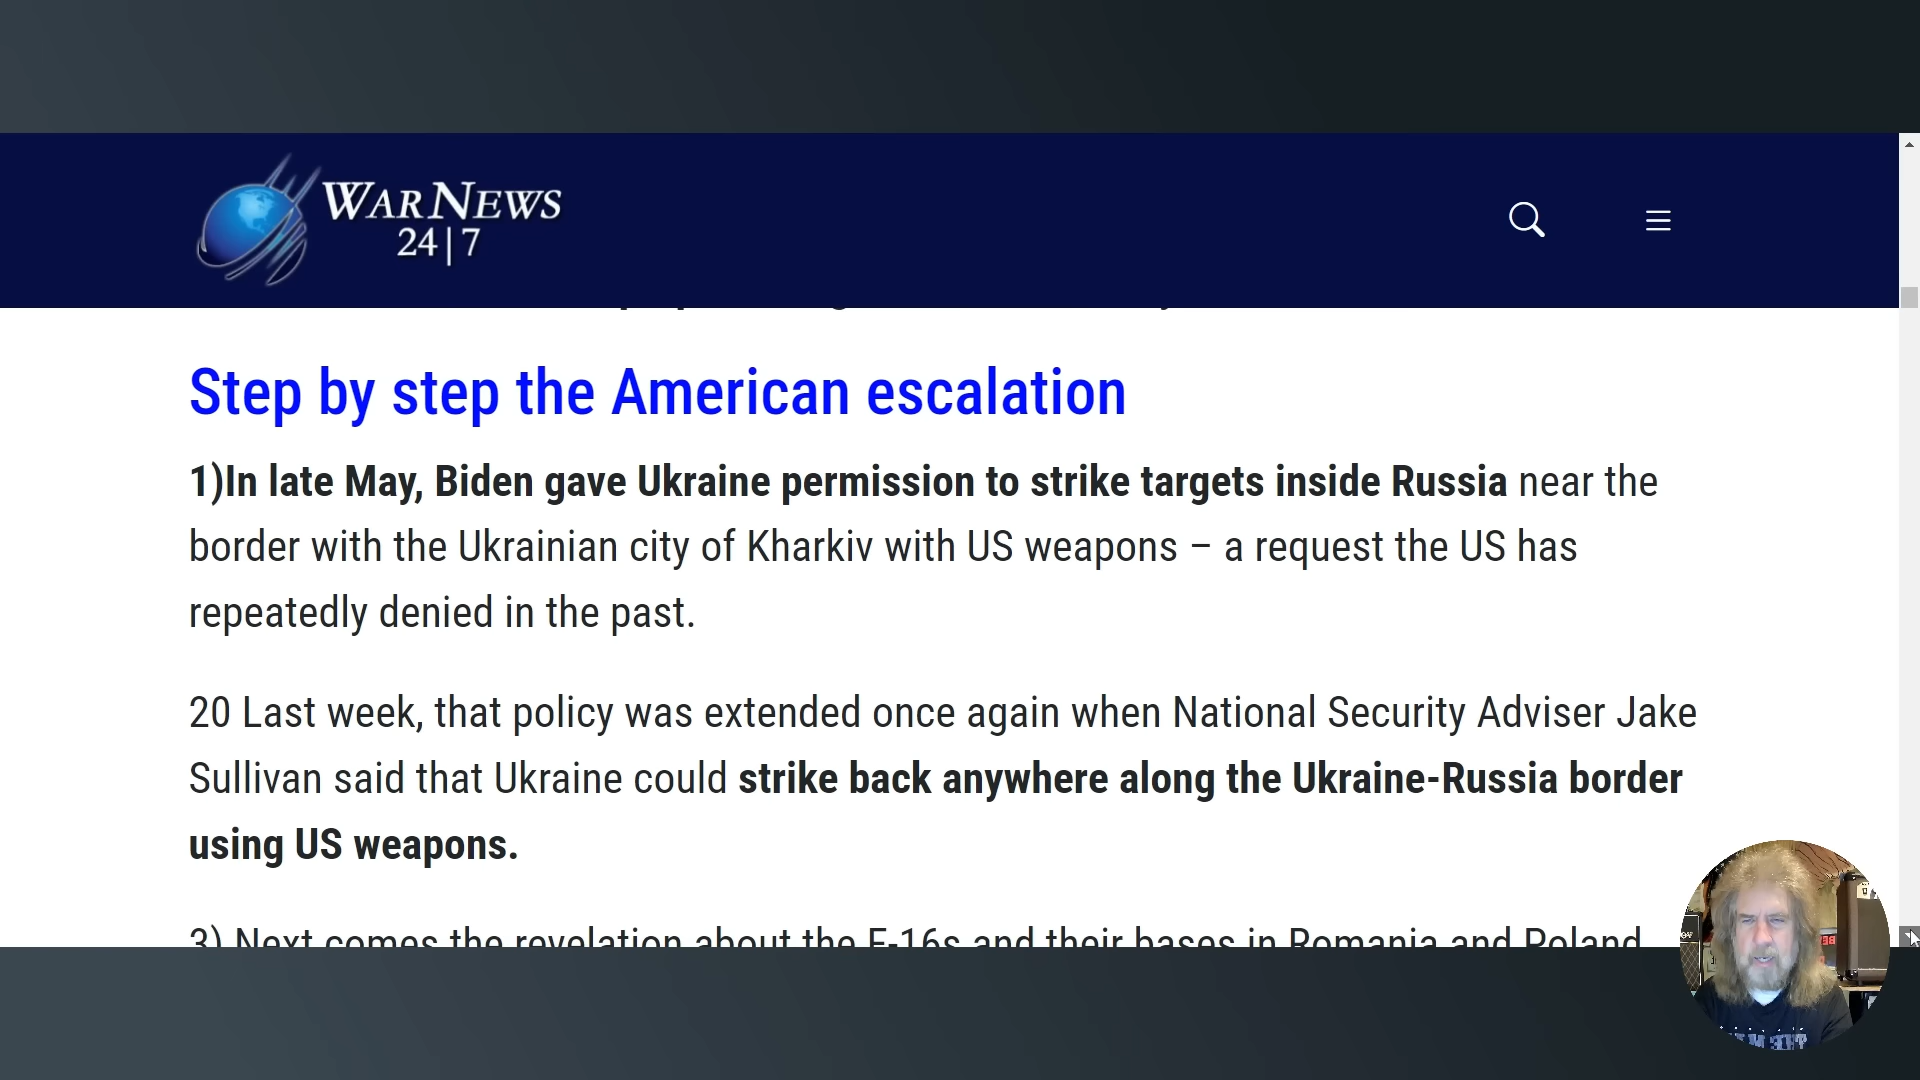 WAR NEWS
24|7
Step by step the American escalation
1)In late May, Biden gave Ukraine permission to strike targets inside Russia near the
border with the Ukrainian city of Kharkiv with US weapons – a request the US has
repeatedly denied in the past.
20 Last week, that policy was extended once again when National Security Adviser Jake
Sullivan said that Ukraine could strike back anywhere along the Ukraine-Russia border
using US weapons.
3) Next comes the revelation about the F-16s and their bases in Romania and Poland